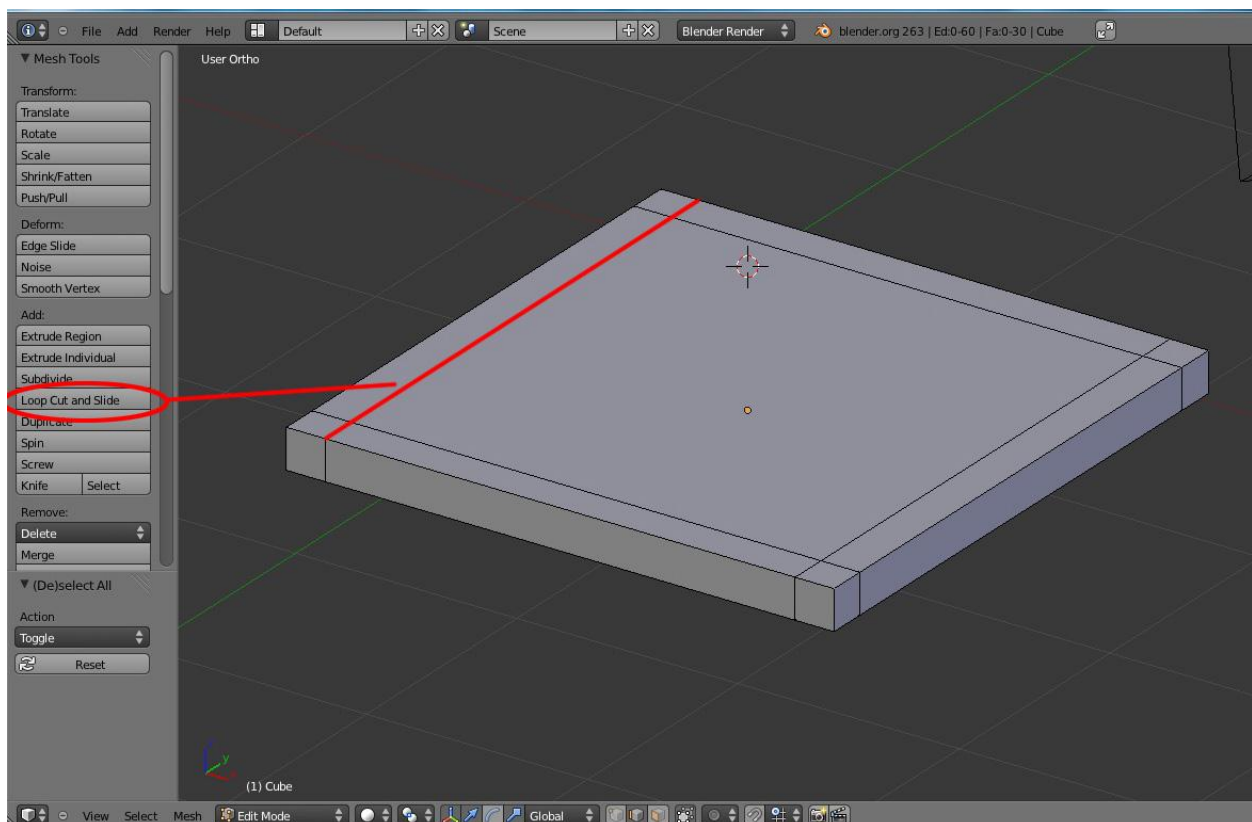 File Add Render Help Default Scene Blender Render blender.org 263 | Ed:0-60 | Fa:0-30 | Cube
Mesh Tools
User Ortho
Transform:
Translate
Rotate
Scale
Shrink/Fatten
Push/Pull
Deform:
Edge Slide
Noise
Smooth Vertex
Add:
Extrude Region
Extrude Individual
Subdivide
Loop Cut and Slide
Duplicate
Spin
Screw
Knife Select
Remove:
Delete
Merge
(De)select All
Action
Toggle
Reset
y
(1) Cube
View Select Mesh Edit Mode Global